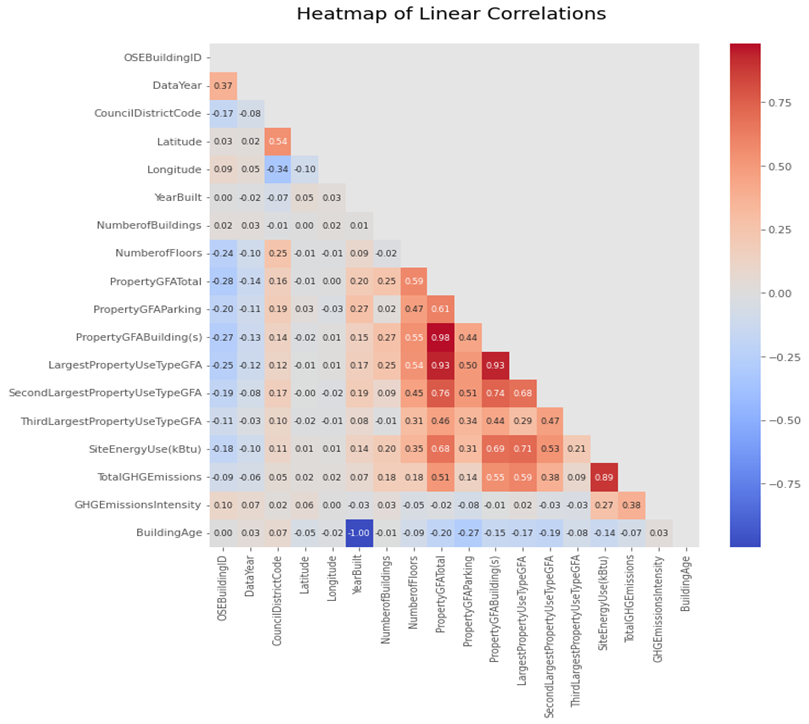 Heatmap of Linear Correlations
OSEBuildingID
DataYear 0.37
CouncilDistrictCode -0.17 -0.08
Latitude 0.03 0.02 0.54
Longitude 0.09 0.05 -0.34 -0.10
YearBuilt 0.00 -0.02 -0.07 0.05 0.03
NumberofBuildings 0.02 0.03 -0.01 0.00 0.02 0.01
NumberofFloors -0.24 -0.10 0.25 -0.01 -0.01 0.09 -0.02
PropertyGFATotal -0.28 -0.14 0.16 -0.01 0.00 0.20 0.25 0.59
PropertyGFAParking -0.20 -0.11 0.19 0.03 -0.03 0.27 0.02 0.47 0.61
PropertyGFABuilding(s) -0.27 -0.13 0.14 -0.02 0.01 0.15 0.27 0.55 0.98 0.44
LargestPropertyUseTypeGFA -0.25 -0.12 0.12 -0.01 0.01 0.17 0.25 0.54 0.93 0.50 0.93
SecondLargestPropertyUseTypeGFA -0.19 -0.08 0.17 -0.00 -0.02 0.19 0.09 0.45 0.76 0.51 0.74 0.68
ThirdLargestPropertyUseTypeGFA -0.11 -0.03 0.10 -0.02 -0.01 0.08 -0.01 0.31 0.46 0.34 0.44 0.29 0.47
SiteEnergyUse(kBtu) -0.18 -0.10 0.11 0.01 0.01 0.14 0.20 0.35 0.68 0.31 0.69 0.71 0.53 0.21
TotalGHGEmissions -0.09 -0.06 0.05 0.02 0.02 0.07 0.18 0.18 0.51 0.14 0.55 0.59 0.38 0.09 0.89
GHGEmissionsIntensity 0.10 0.07 0.02 0.06 0.00 -0.03 0.03 -0.05 -0.02 -0.08 -0.01 0.02 -0.03 -0.03 0.27 0.38
BuildingAge 0.00 0.03 0.07 -0.05 -0.02 -1.00 -0.01 -0.09 -0.20 -0.27 -0.15 -0.17 -0.19 -0.08 -0.14 -0.07 0.03
OSEBuildingID
DataYear
CouncilDistrictCode
Latitude
Longitude
YearBuilt
NumberofBuildings
NumberofFloors
PropertyGFATotal
PropertyGFAParking
PropertyGFABuilding(s)
LargestPropertyUseTypeGFA
SecondLargestPropertyUseTypeGFA
ThirdLargestPropertyUseTypeGFA
SiteEnergyUse(kBtu)
TotalGHGEmissions
GHGEmissionsIntensity
BuildingAge
0.75
0.50
0.25
0.00
−0.25
−0.50
−0.75